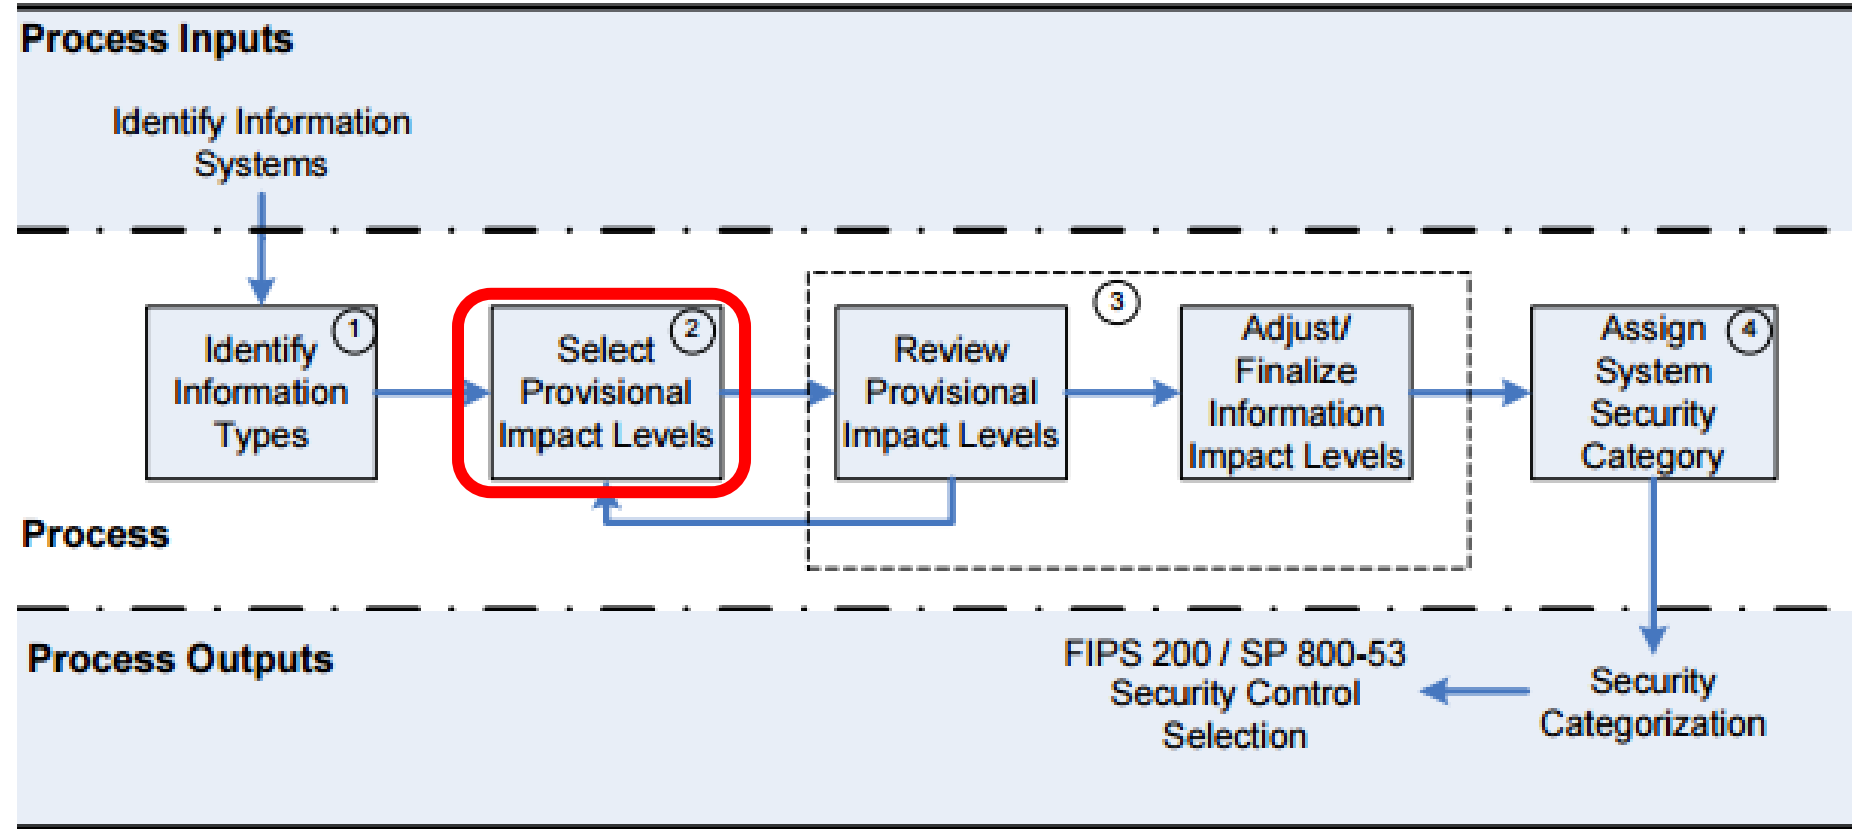 Process Inputs
Identify Information
Systems
1
Identify
Information
Types
2
Select
Provisional
Impact Levels
3
Review
Provisional
Impact Levels
Adjust/
Finalize
Information
Impact Levels
4
Assign
System
Security
Category
Process
Process Outputs
FIPS 200 / SP 800-53
Security Control
Selection
Security
Categorization